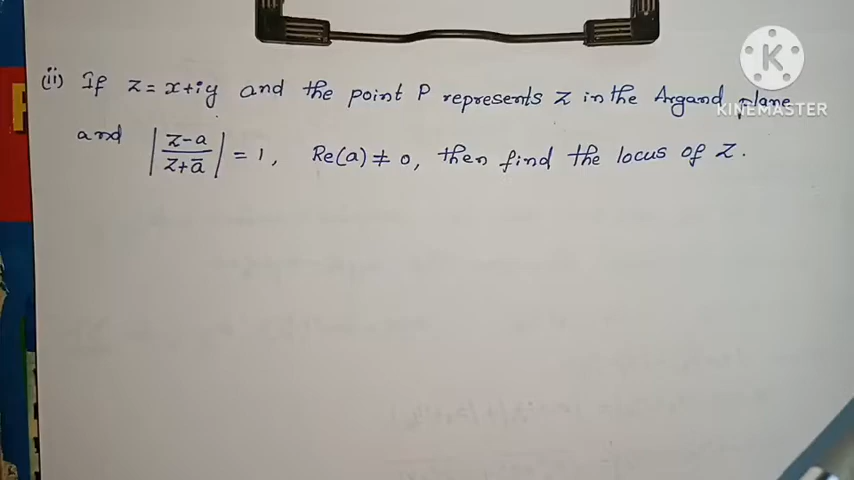 (ii) If z = x+iy and the point P represents z in the Argand plane
and |z-a / z+ā| = 1, Re(a) ≠ 0, then find the locus of z.
KINEMASTER